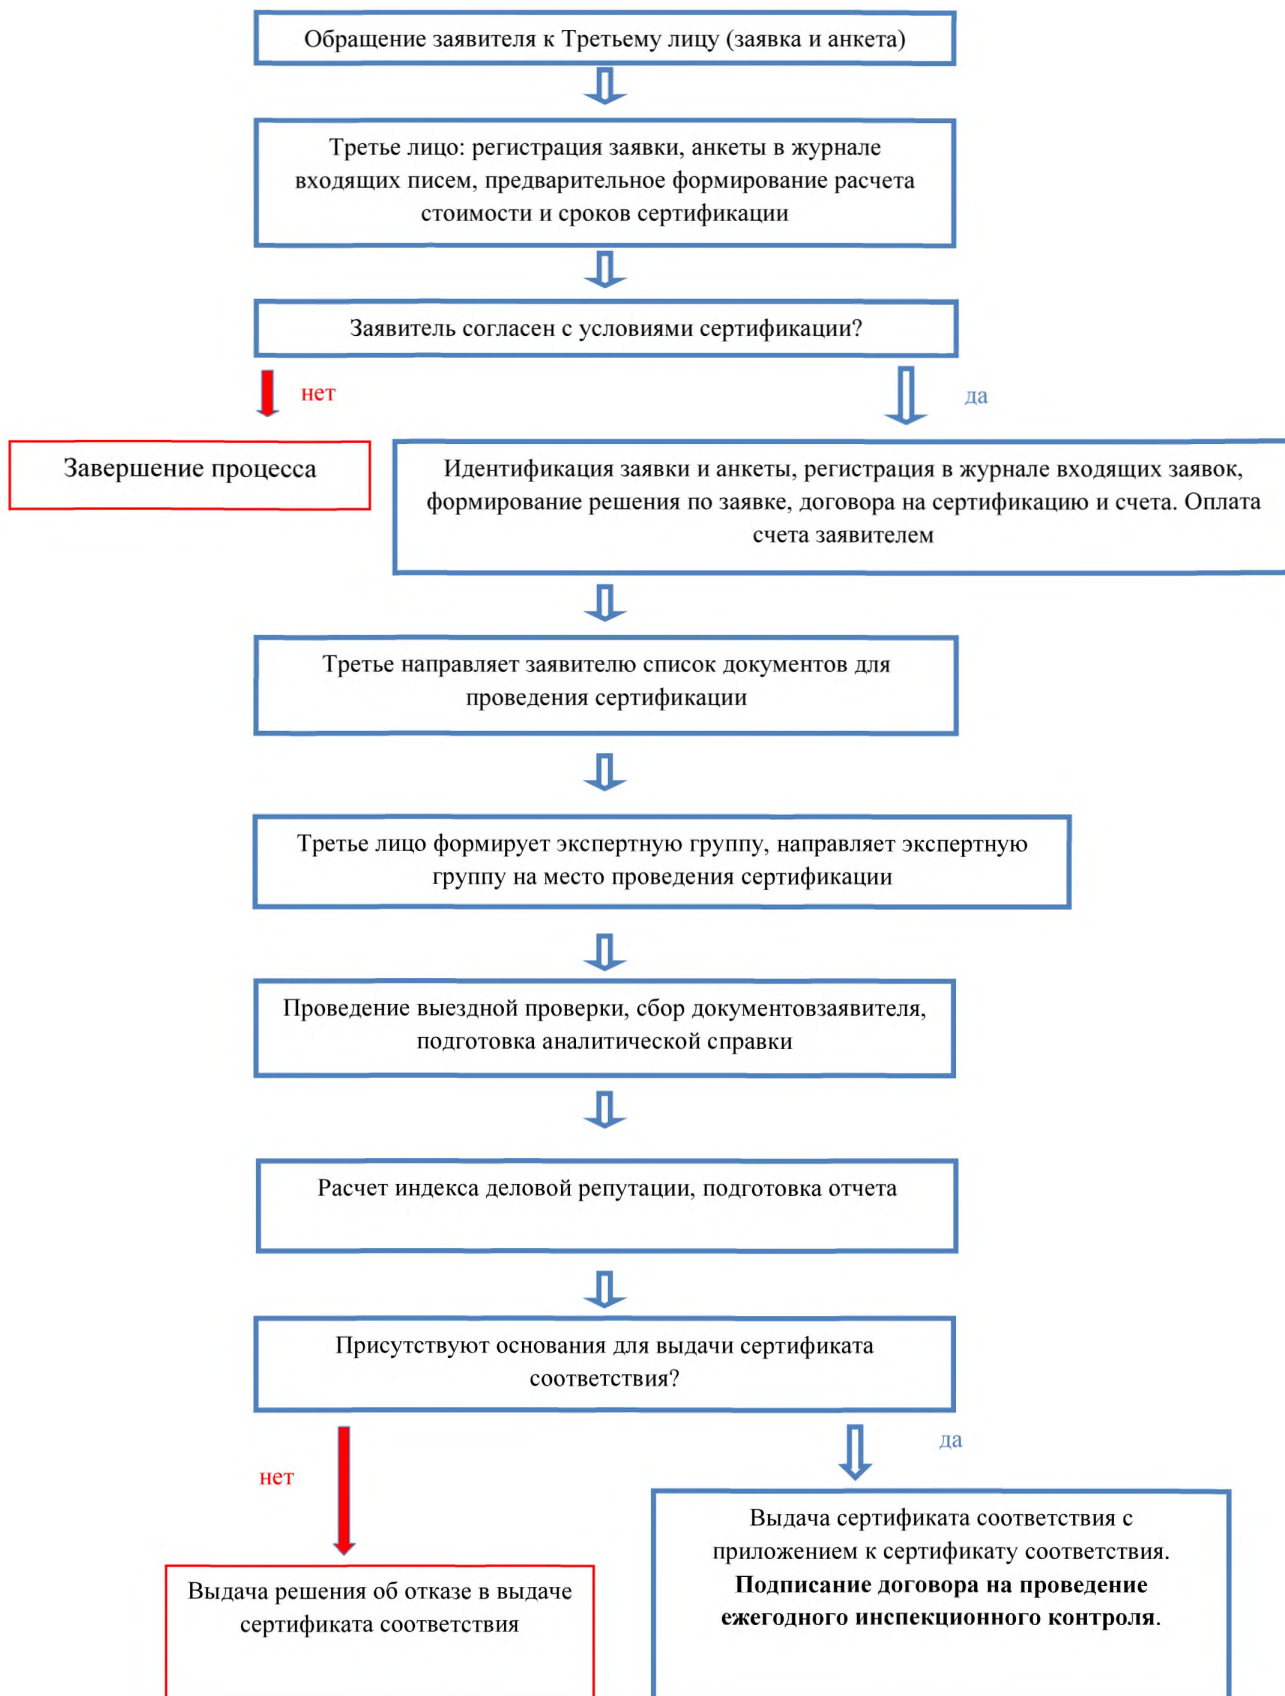 Обращение заявителя к Третьему лицу (заявка и анкета)
Третье лицо: регистрация заявки, анкеты в журнале
входящих писем, предварительное формирование расчета
стоимости и сроков сертификации
Заявитель согласен с условиями сертификации?
нет
да
Завершение процесса
Идентификация заявки и анкеты, регистрация в журнале входящих заявок,
формирование решения по заявке, договора на сертификацию и счета. Оплата
счета заявителем
Третье направляет заявителю список документов для
проведения сертификации
Третье лицо формирует экспертную группу, направляет экспертную
группу на место проведения сертификации
Проведение выездной проверки, сбор документовзаявителя,
подготовка аналитической справки
Расчет индекса деловой репутации, подготовка отчета
Присутствуют основания для выдачи сертификата
соответствия?
да
нет
Выдача сертификата соответствия с
приложением к сертификату соответствия.
Подписание договора на проведение
ежегодного инспекционного контроля.
Выдача решения об отказе в выдаче
сертификата соответствия